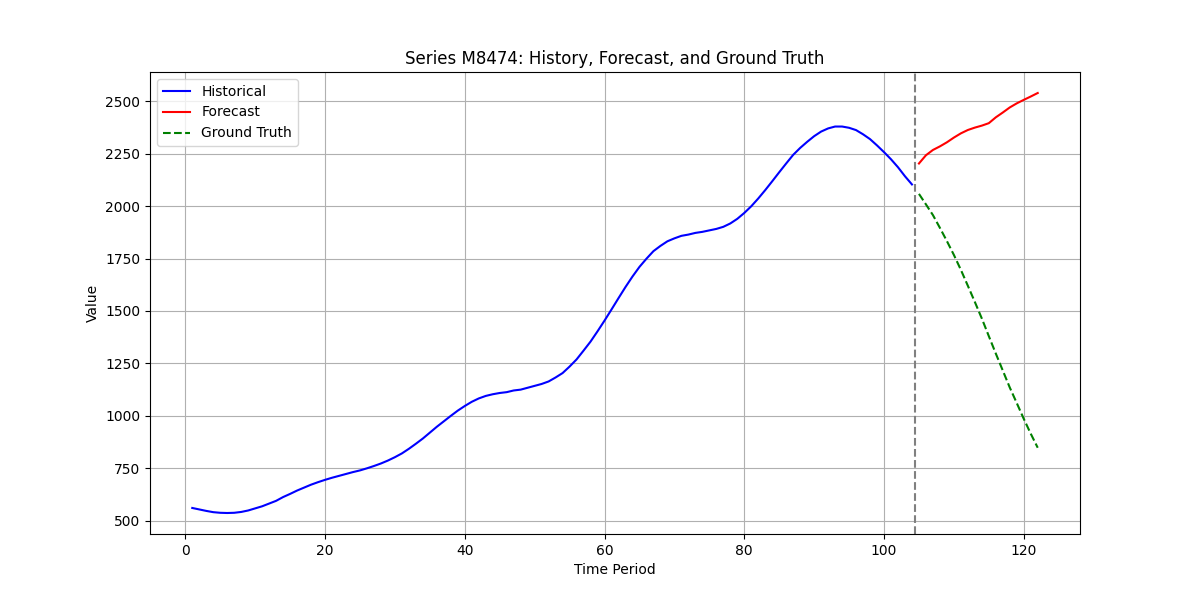 Series M8474: History, Forecast, and Ground Truth
Historical
Forecast
Ground Truth
Value
2500
2250
2000
1750
1500
1250
1000
750
500
0 20 40 60 80 100 120
Time Period